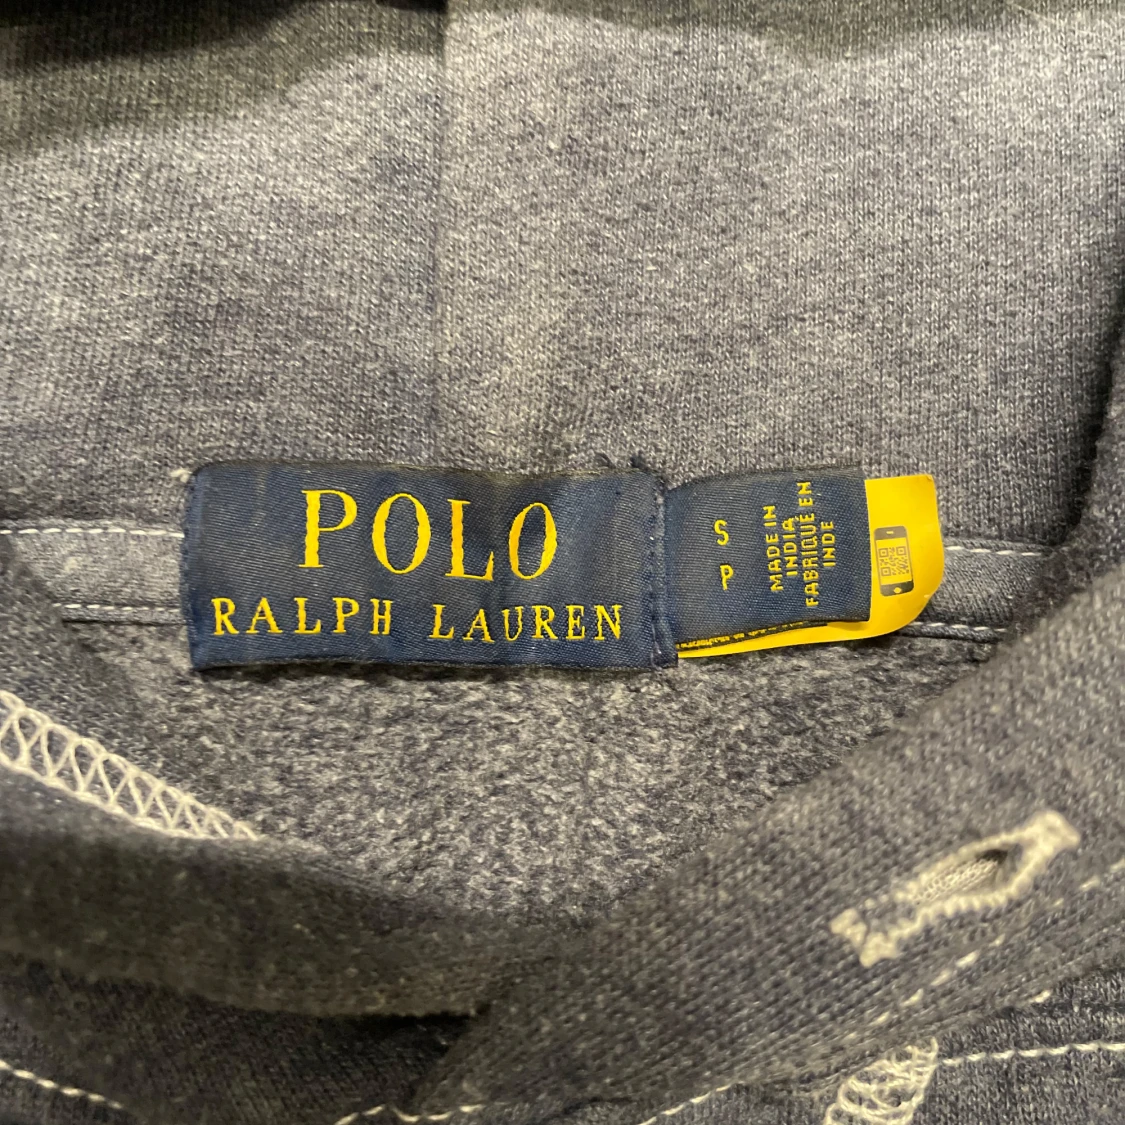 POLO
RALPH LAUREN
S
P
MADE IN
INDIA
FABRIQUÉ EN
INDE